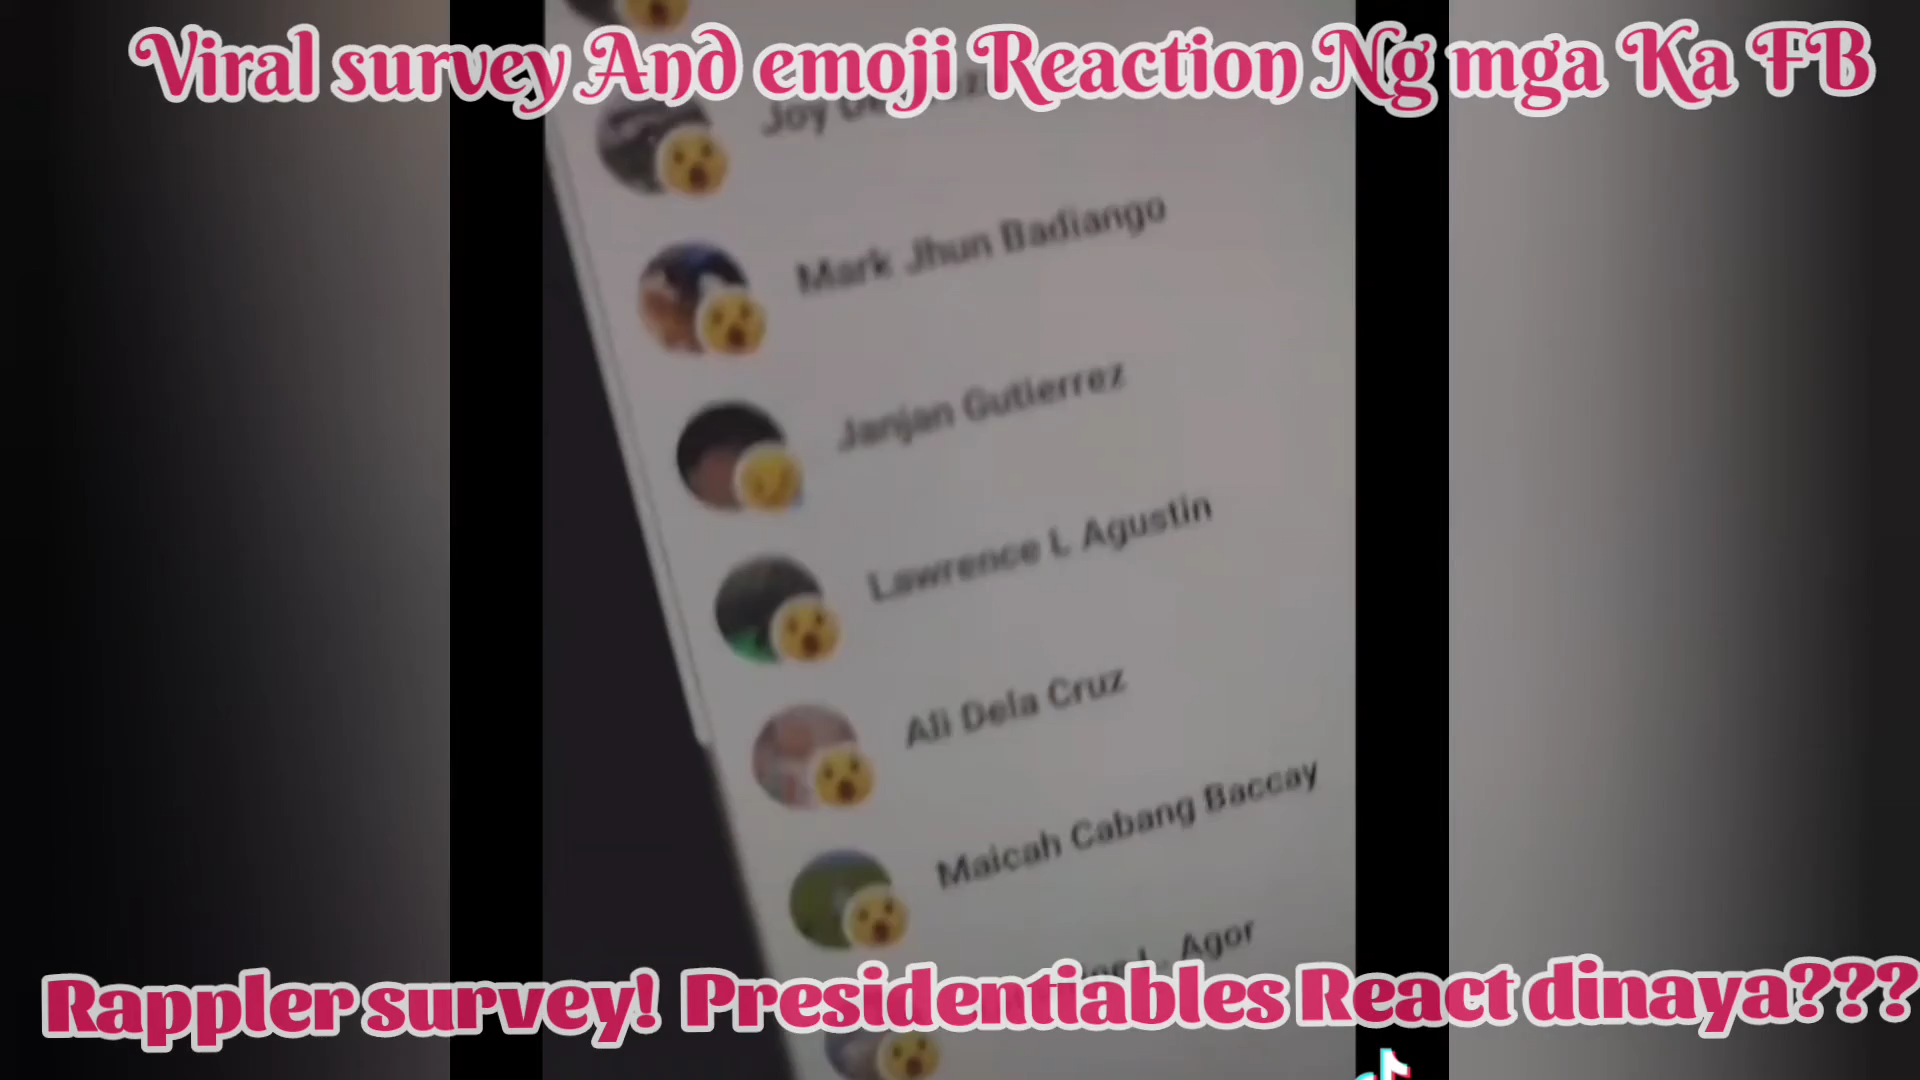 Viral survey And emoji Reaction Ng mga Ka FB
Joy
Mark Jhun Badiango
Janjan Gutierrez
Lawrence L Agustin
Ali Dela Cruz
Maicah Cabang Baccay
L. Agor
Rappler survey! Presidentiables React dinaya???